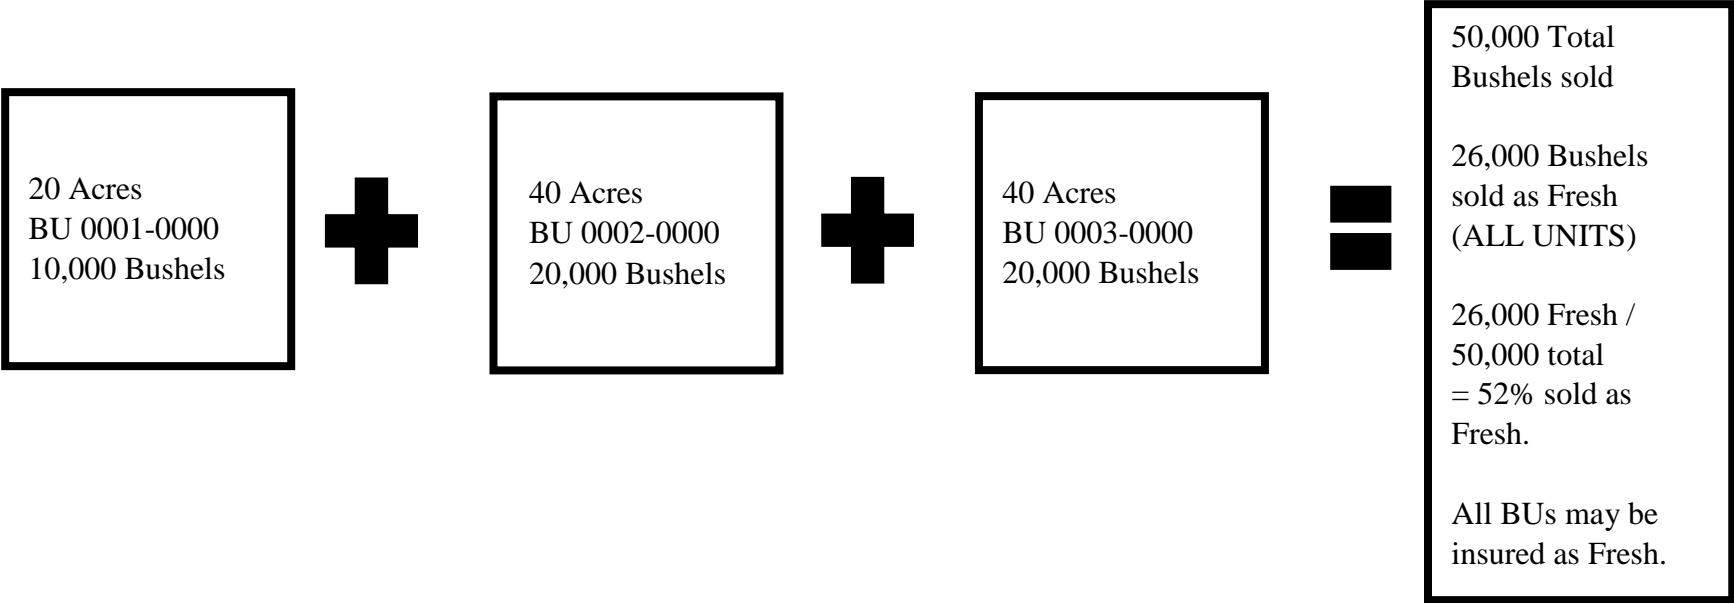 20 Acres
BU 0001-0000
10,000 Bushels
40 Acres
BU 0002-0000
20,000 Bushels
40 Acres
BU 0003-0000
20,000 Bushels
50,000 Total
Bushels sold
26,000 Bushels
sold as Fresh
(ALL UNITS)
26,000 Fresh /
50,000 total
= 52% sold as
Fresh.
All BUs may be
insured as Fresh.